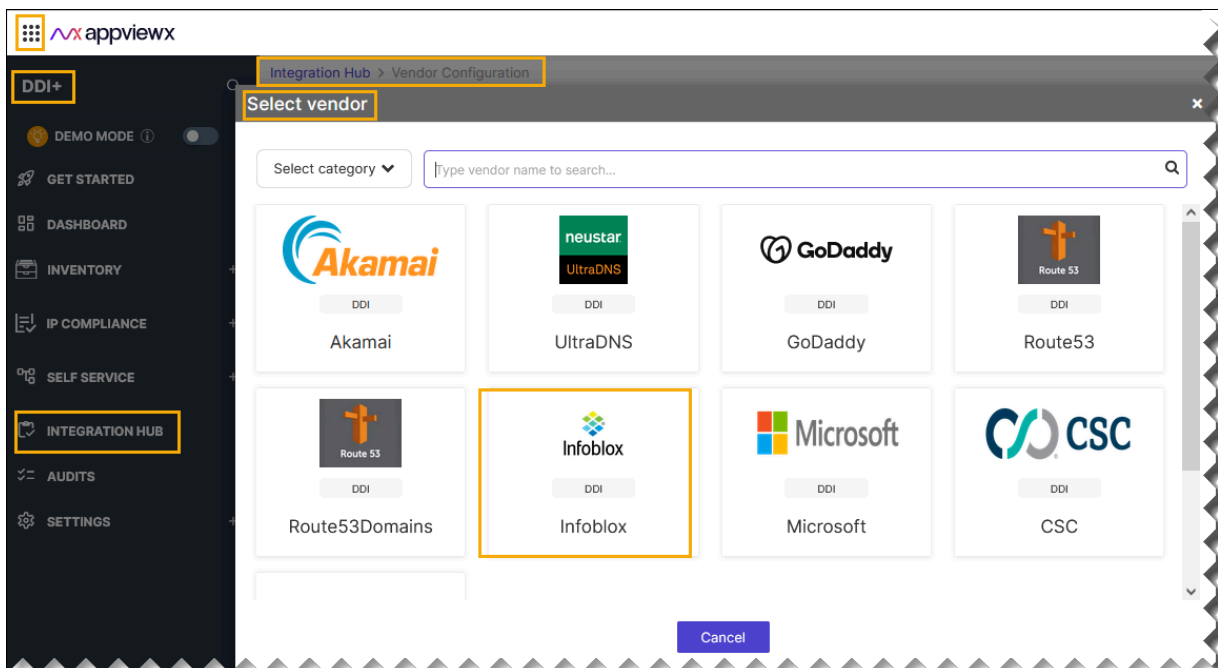 appviewx
DDI+
Integration Hub > Vendor Configuration
Select vendor
DEMO MODE
GET STARTED
DASHBOARD
INVENTORY
IP COMPLIANCE
SELF SERVICE
INTEGRATION HUB
AUDITS
SETTINGS
Select category
Type vendor name to search...
Akamai
DDI
Akamai
neustar
UltraDNS
DDI
UltraDNS
GoDaddy
DDI
GoDaddy
Route 53
DDI
Route53
Route 53
DDI
Route53Domains
Infoblox
DDI
Infoblox
Microsoft
DDI
Microsoft
CSC
DDI
CSC
Cancel